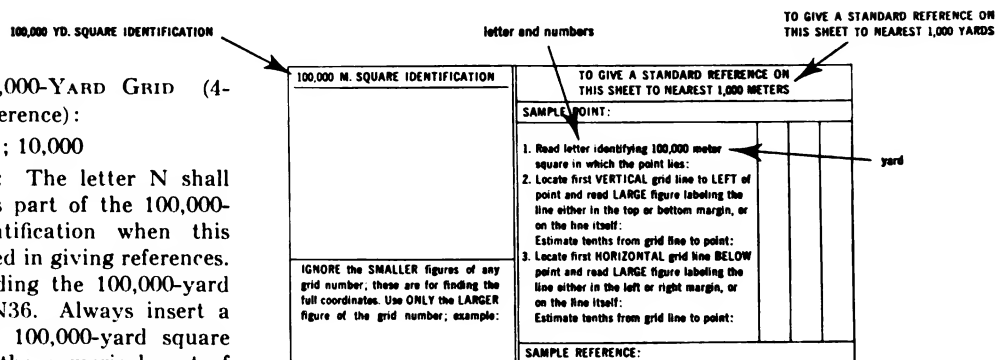 TO GIVE A STANDARD REFERENCE ON
THIS SHEET TO NEAREST 1,000 YARDS
100,000 YD. SQUARE IDENTIFICATION
letter and numbers
,000-YARD GRID (4-
erence):
; 10,000
: The letter N shall
s part of the 100,000-
ntification when this
ed in giving references.
ding the 100,000-yard
N36. Always insert a
100,000-yard square
100,000 M. SQUARE IDENTIFICATION
IGNORE the SMALLER figures of any
grid number; these are for finding the
full coordinates. Use ONLY the LARGER
figure of the grid number; example:
TO GIVE A STANDARD REFERENCE ON
THIS SHEET TO NEAREST 1,000 METERS
SAMPLE POINT:
1. Read letter identifying 100,000 meter
square in which the point lies:
2. Locate first VERTICAL grid line to LEFT of
point and read LARGE figure labeling the
line either in the top or bottom margin, or
on the line itself:
Estimate tenths from grid line to point:
3. Locate first HORIZONTAL grid line BELOW
point and read LARGE figure labeling the
line either in the left or right margin, or
on the line itself:
Estimate tenths from grid line to point:
SAMPLE REFERENCE:
yard